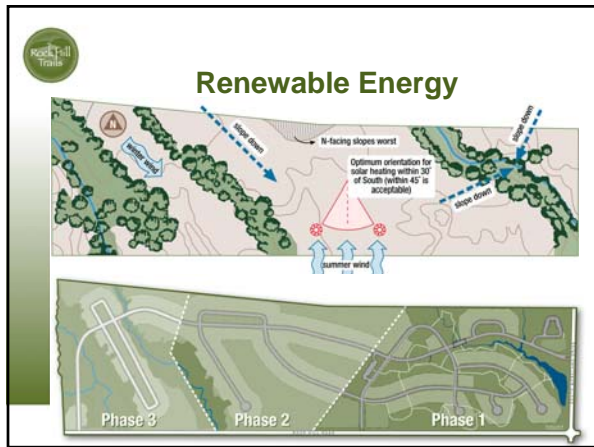 Rock Hill
Trails
Renewable Energy
N
winter wind
slope down
N-facing slopes worst
Optimum orientation for
solar heating within 30°
of South (within 45° is
acceptable)
slope down
slope down
summer wind
Phase 3
Phase 2
Phase 1